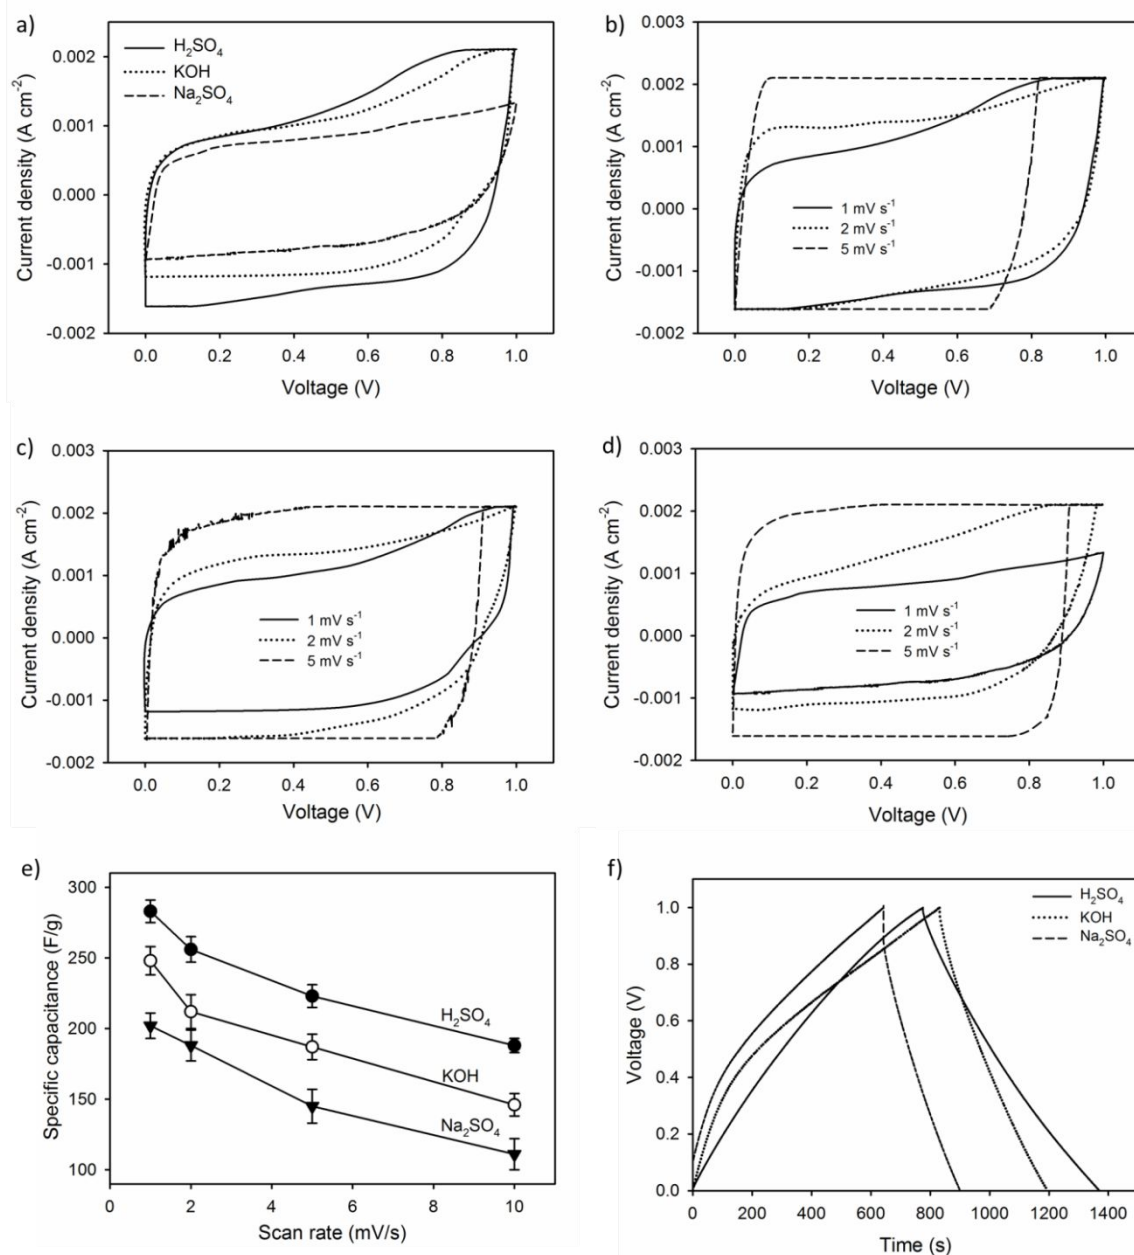 a)
H₂SO₄
KOH
Na₂SO₄
Current density (A cm⁻²)
0.002
0.001
0.000
-0.001
-0.002
0.0 0.2 0.4 0.6 0.8 1.0
Voltage (V)
b)
Current density (A cm⁻²)
0.003
0.002
0.001
0.000
-0.001
-0.002
1 mV s⁻¹
2 mV s⁻¹
5 mV s⁻¹
0.0 0.2 0.4 0.6 0.8 1.0
Voltage (V)
c)
Current density (A cm⁻²)
0.003
0.002
0.001
0.000
-0.001
-0.002
1 mV s⁻¹
2 mV s⁻¹
5 mV s⁻¹
0.0 0.2 0.4 0.6 0.8 1.0
Voltage (V)
d)
Current density (A cm⁻²)
0.003
0.002
0.001
0.000
-0.001
-0.002
1 mV s⁻¹
2 mV s⁻¹
5 mV s⁻¹
0.0 0.2 0.4 0.6 0.8 1.0
Voltage (V)
e)
Specific capacitance (F/g)
300
250
200
150
100
H₂SO₄
KOH
Na₂SO₄
0 2 4 6 8 10
Scan rate (mV/s)
f)
H₂SO₄
KOH
Na₂SO₄
Voltage (V)
1.0
0.8
0.6
0.4
0.2
0.0
0 200 400 600 800 1000 1200 1400
Time (s)